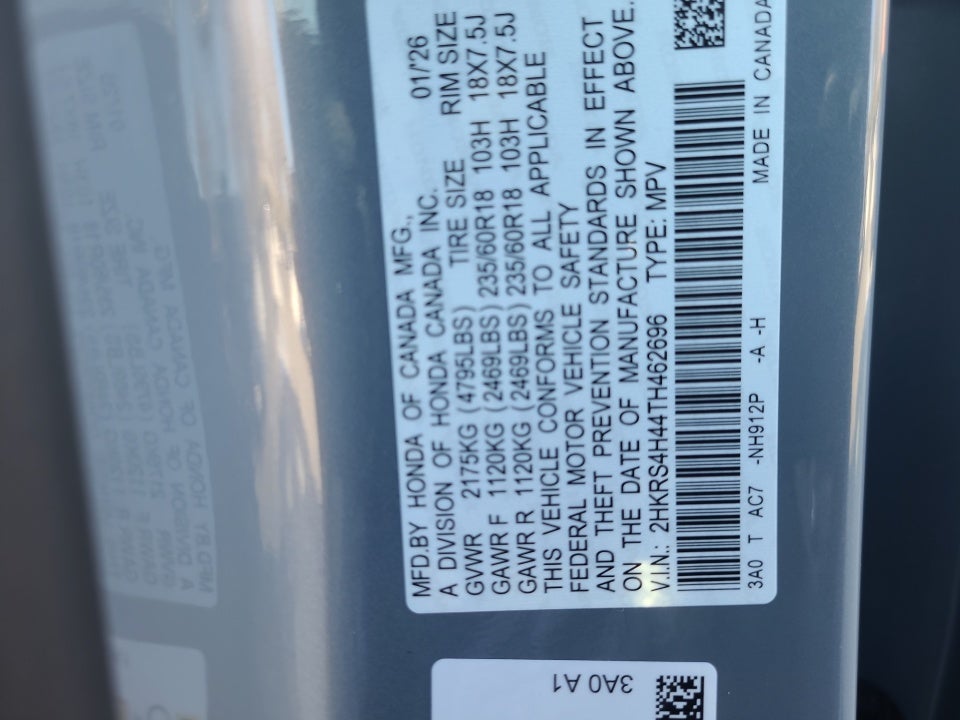 MFD.BY HONDA OF CANADA MFG.,
A DIVISION OF HONDA CANADA INC. 01/26
GVWR 2175KG (4795LBS) TIRE SIZE RIM SIZE
GAWR F 1120KG (2469LBS) 235/60R18 103H 18X7.5J
GAWR R 1120KG (2469LBS) 235/60R18 103H 18X7.5J
THIS VEHICLE CONFORMS TO ALL APPLICABLE
FEDERAL MOTOR VEHICLE SAFETY
AND THEFT PREVENTION STANDARDS IN EFFECT
ON THE DATE OF MANUFACTURE SHOWN ABOVE.
V.I.N.: 2HKRS4H44TH462696 TYPE: MPV
3A0 T AC7 -NH912P -A -H MADE IN CANADA
3A0 A1